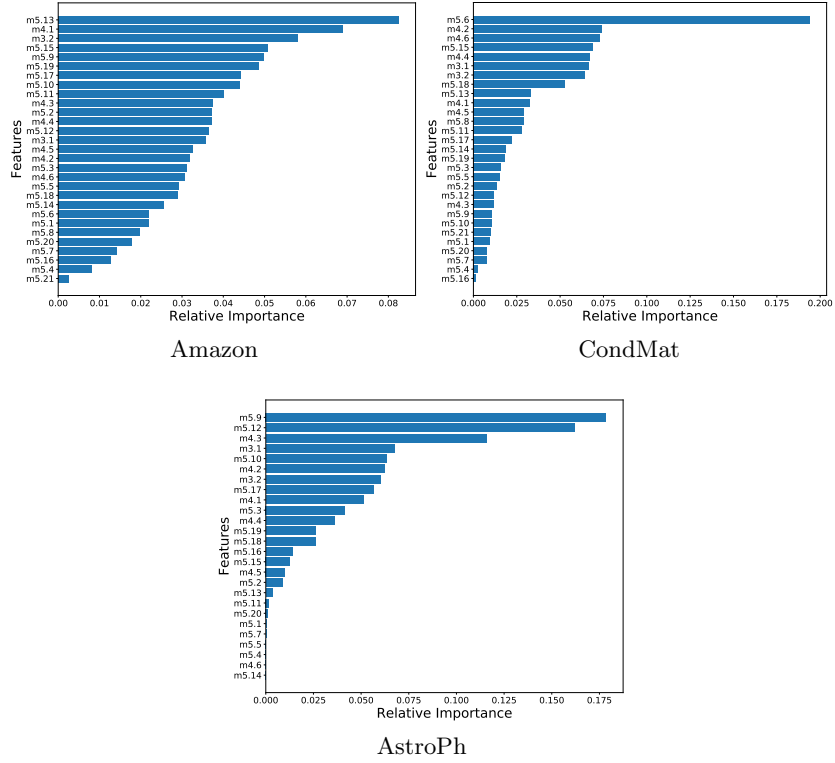 m5.13
m4.1
m3.2
m5.15
m5.9
m5.19
m5.17
m5.10
m5.11
m4.3
m5.2
m4.4
m5.12
m3.1
m4.5
m4.2
m5.3
m4.6
m5.5
m5.18
m5.14
m5.6
m5.1
m5.8
m5.20
m5.7
m5.16
m5.4
m5.21
Features
0.00 0.01 0.02 0.03 0.04 0.05 0.06 0.07 0.08
Relative Importance
Amazon
m5.6
m4.2
m4.6
m5.15
m4.4
m3.1
m3.2
m5.18
m5.13
m4.1
m4.5
m5.8
m5.11
m5.17
m5.14
m5.19
m5.3
m5.5
m5.2
m5.12
m4.3
m5.9
m5.10
m5.21
m5.1
m5.20
m5.7
m5.4
m5.16
Features
0.000 0.025 0.050 0.075 0.100 0.125 0.150 0.175 0.200
Relative Importance
CondMat
m5.9
m5.12
m4.3
m3.1
m5.10
m4.2
m3.2
m5.17
m4.1
m5.3
m4.4
m5.19
m5.18
m5.16
m5.15
m4.5
m5.2
m5.13
m5.11
m5.20
m5.1
m5.7
m5.5
m5.4
m4.6
m5.14
Features
0.000 0.025 0.050 0.075 0.100 0.125 0.150 0.175
Relative Importance
AstroPh